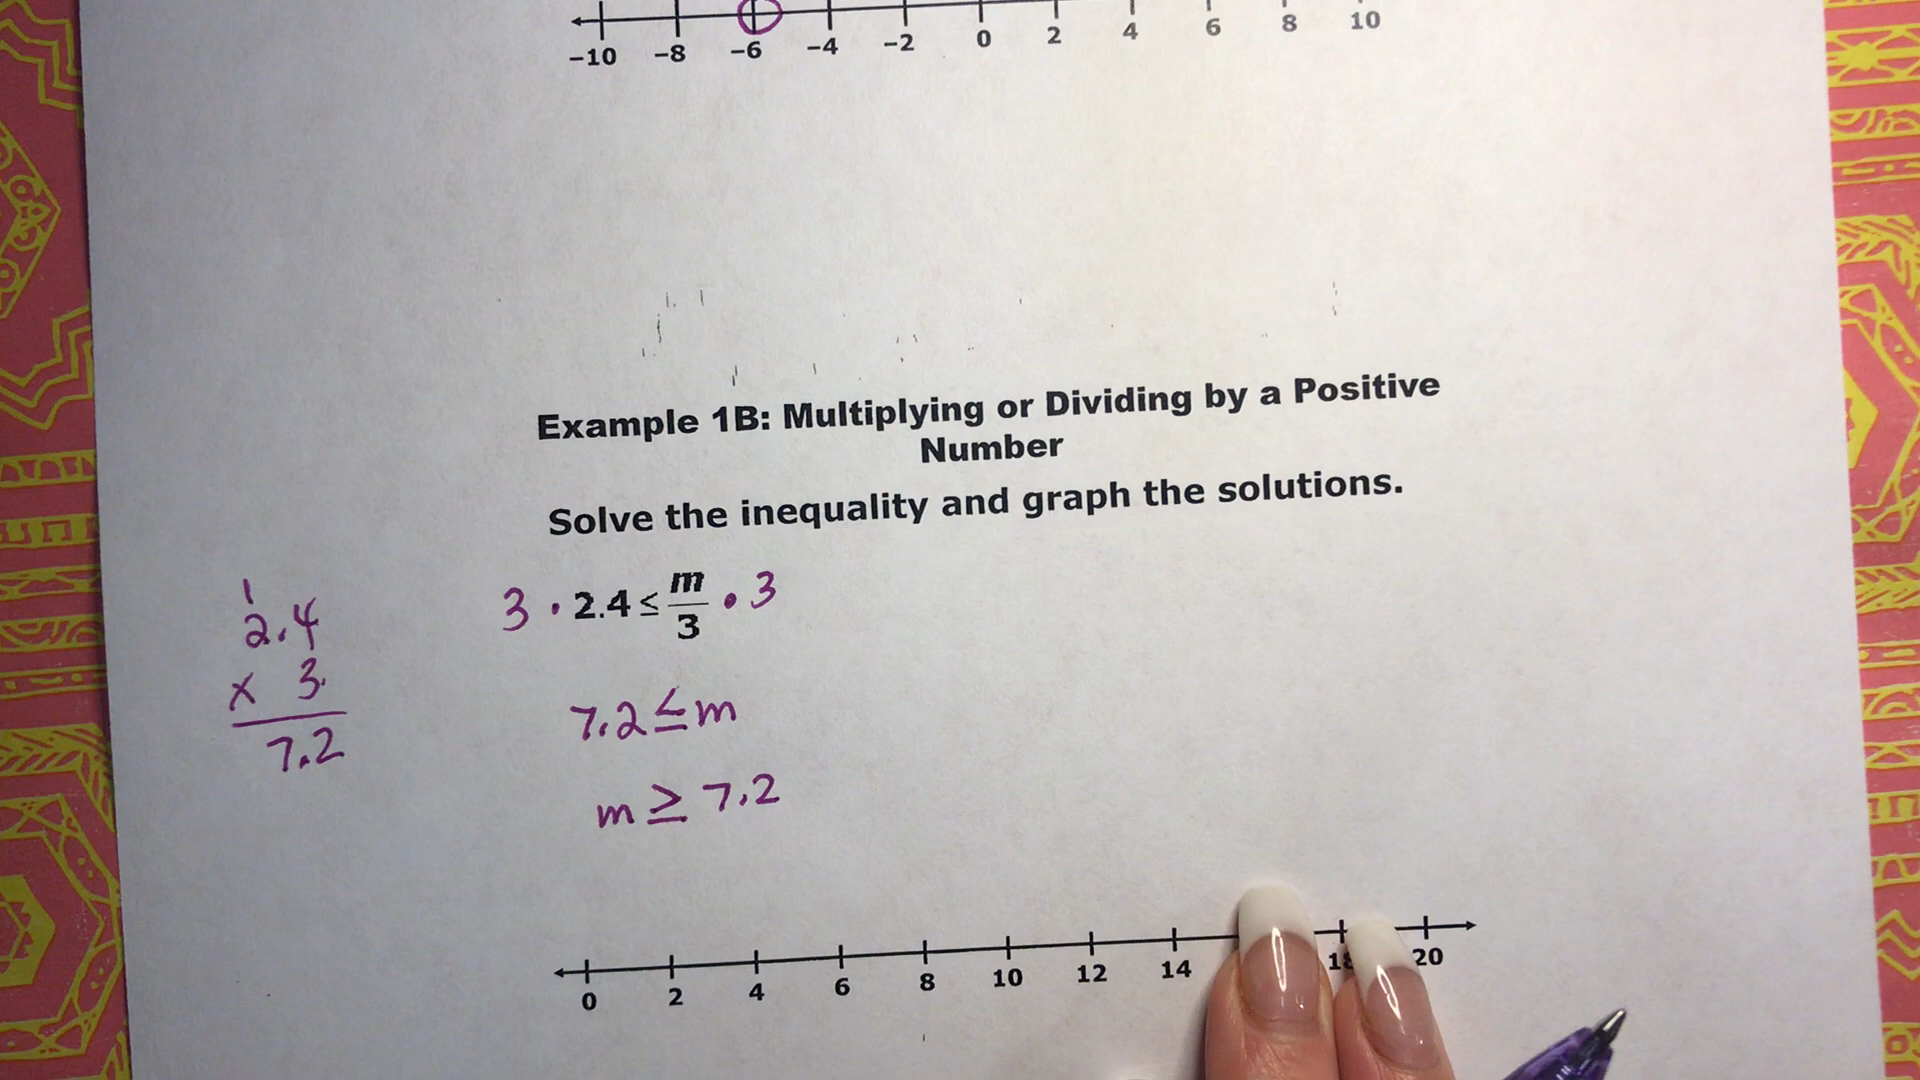 -10 -8 -6 -4 -2 0 2 4 6 8 10
Example 1B: Multiplying or Dividing by a Positive
Number
Solve the inequality and graph the solutions.
3 · 2.4 ≤ m/3 · 3
1
2.4
x 3
7.2
7.2 ≤ m
m ≥ 7.2
0 2 4 6 8 10 12 14 20